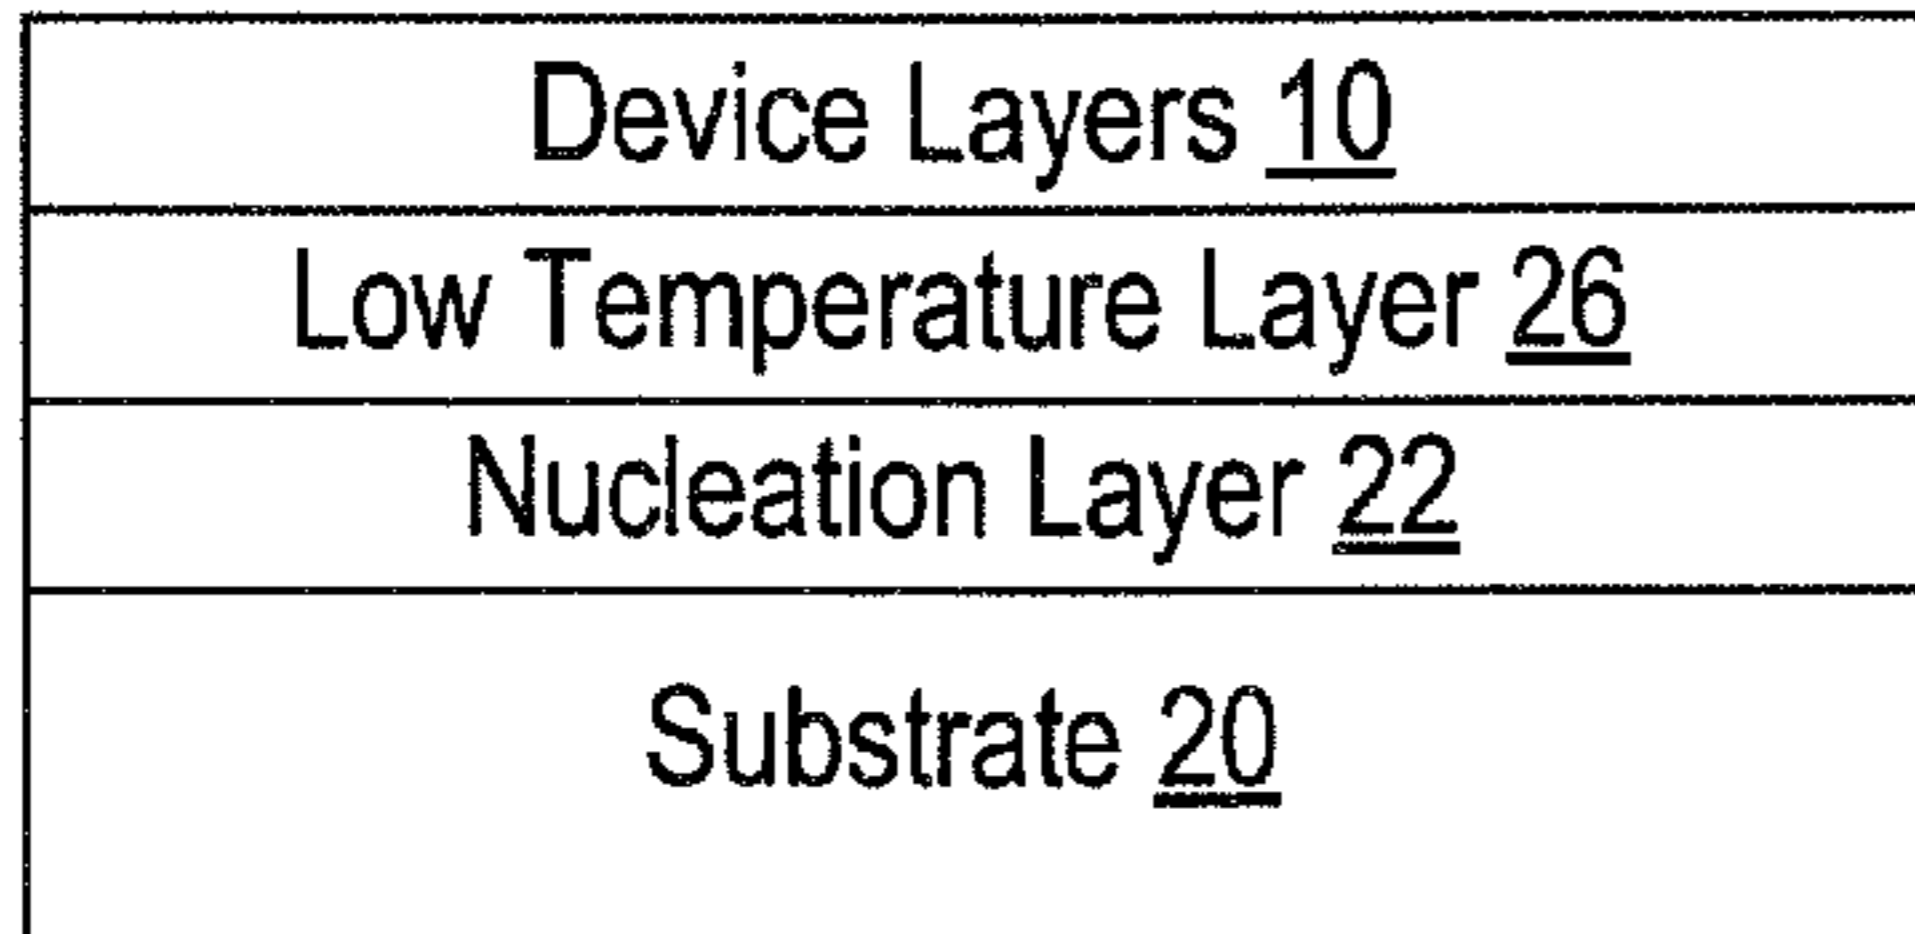 Device Layers 10
Low Temperature Layer 26
Nucleation Layer 22
Substrate 20